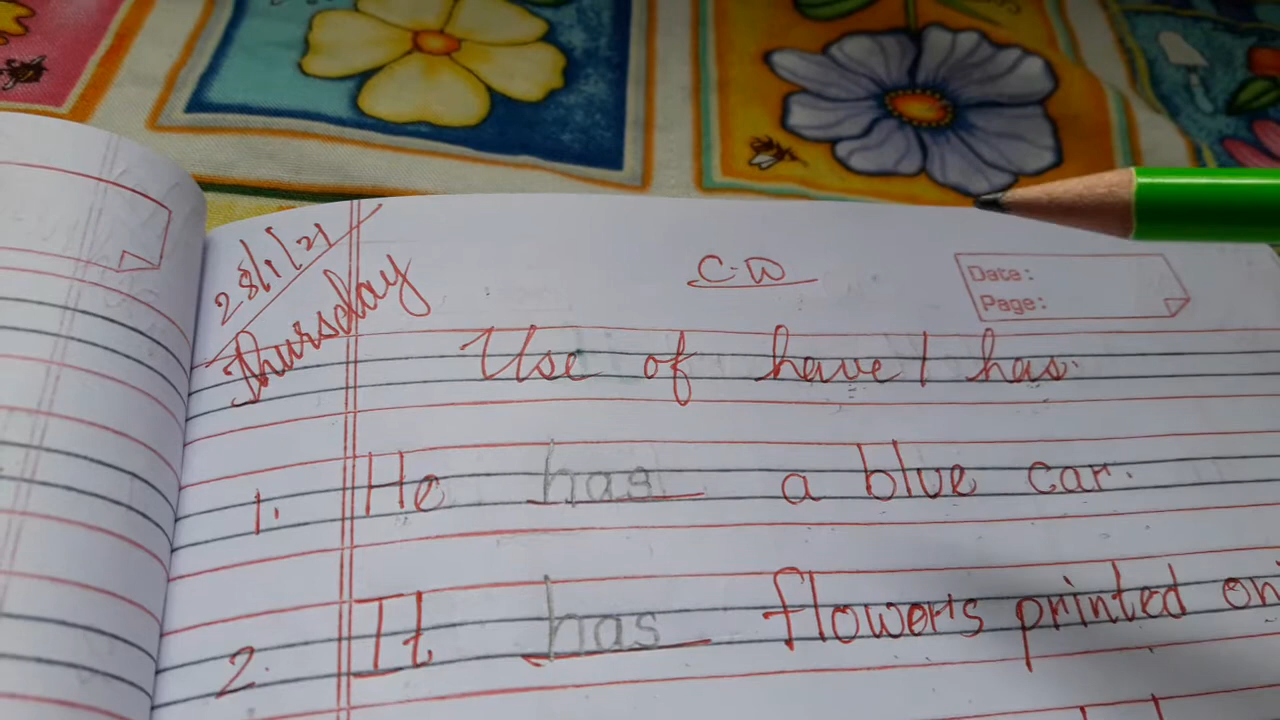 28/1/21
Thursday
C.W
Date:
Page:
Use of have/has.
1. He has a blue car.
2. It has flowers printed on